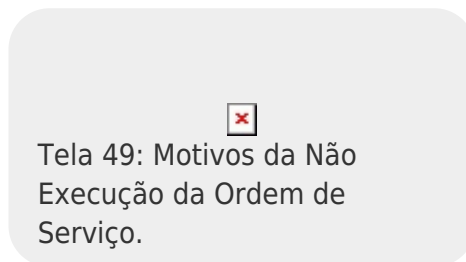 Tela 49: Motivos da Não
Execução da Ordem de
Serviço.